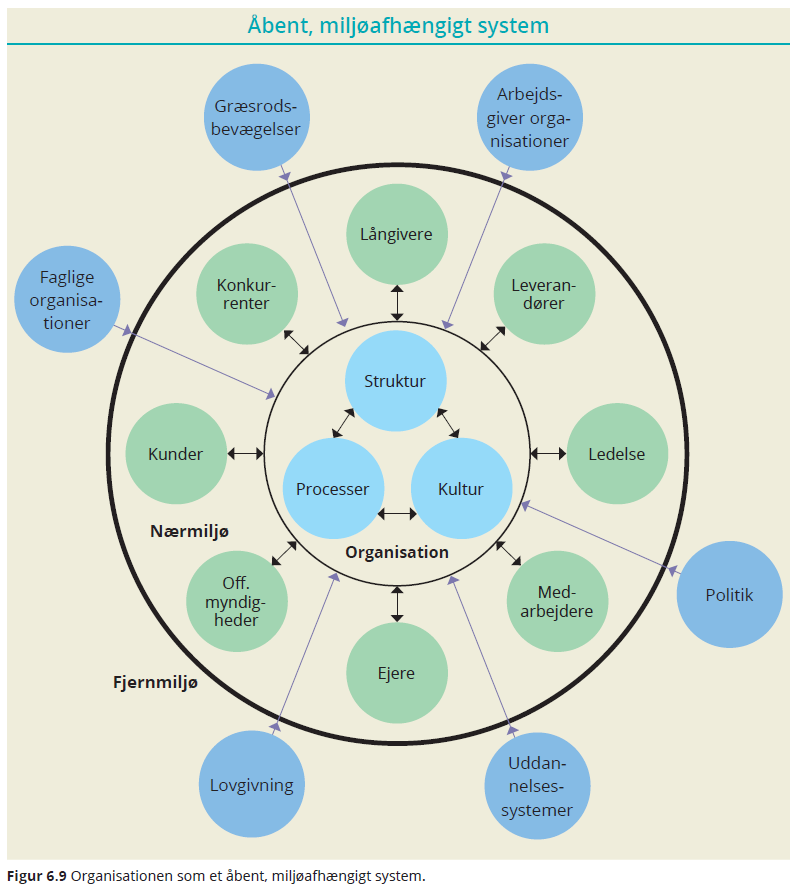 Åbent, miljøafhængigt system
Græsrods-
bevægelser
Arbejds-
giver orga-
nisationer
Långivere
Konkur-
renter
Leveran-
dører
Faglige
organisa-
tioner
Struktur
Kunder
Ledelse
Processer
Kultur
Nærmiljø
Organisation
Off.
myndig-
heder
Med-
arbejdere
Politik
Ejere
Fjernmiljø
Lovgivning
Uddan-
nelses-
systemer
Figur 6.9 Organisationen som et åbent, miljøafhængigt system.